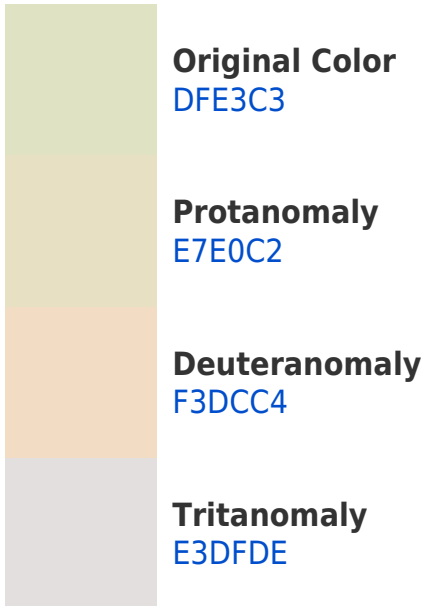 Original Color
DFE3C3
Protanomaly
E7E0C2
Deuteranomaly
F3DCC4
Tritanomaly
E3DFDE